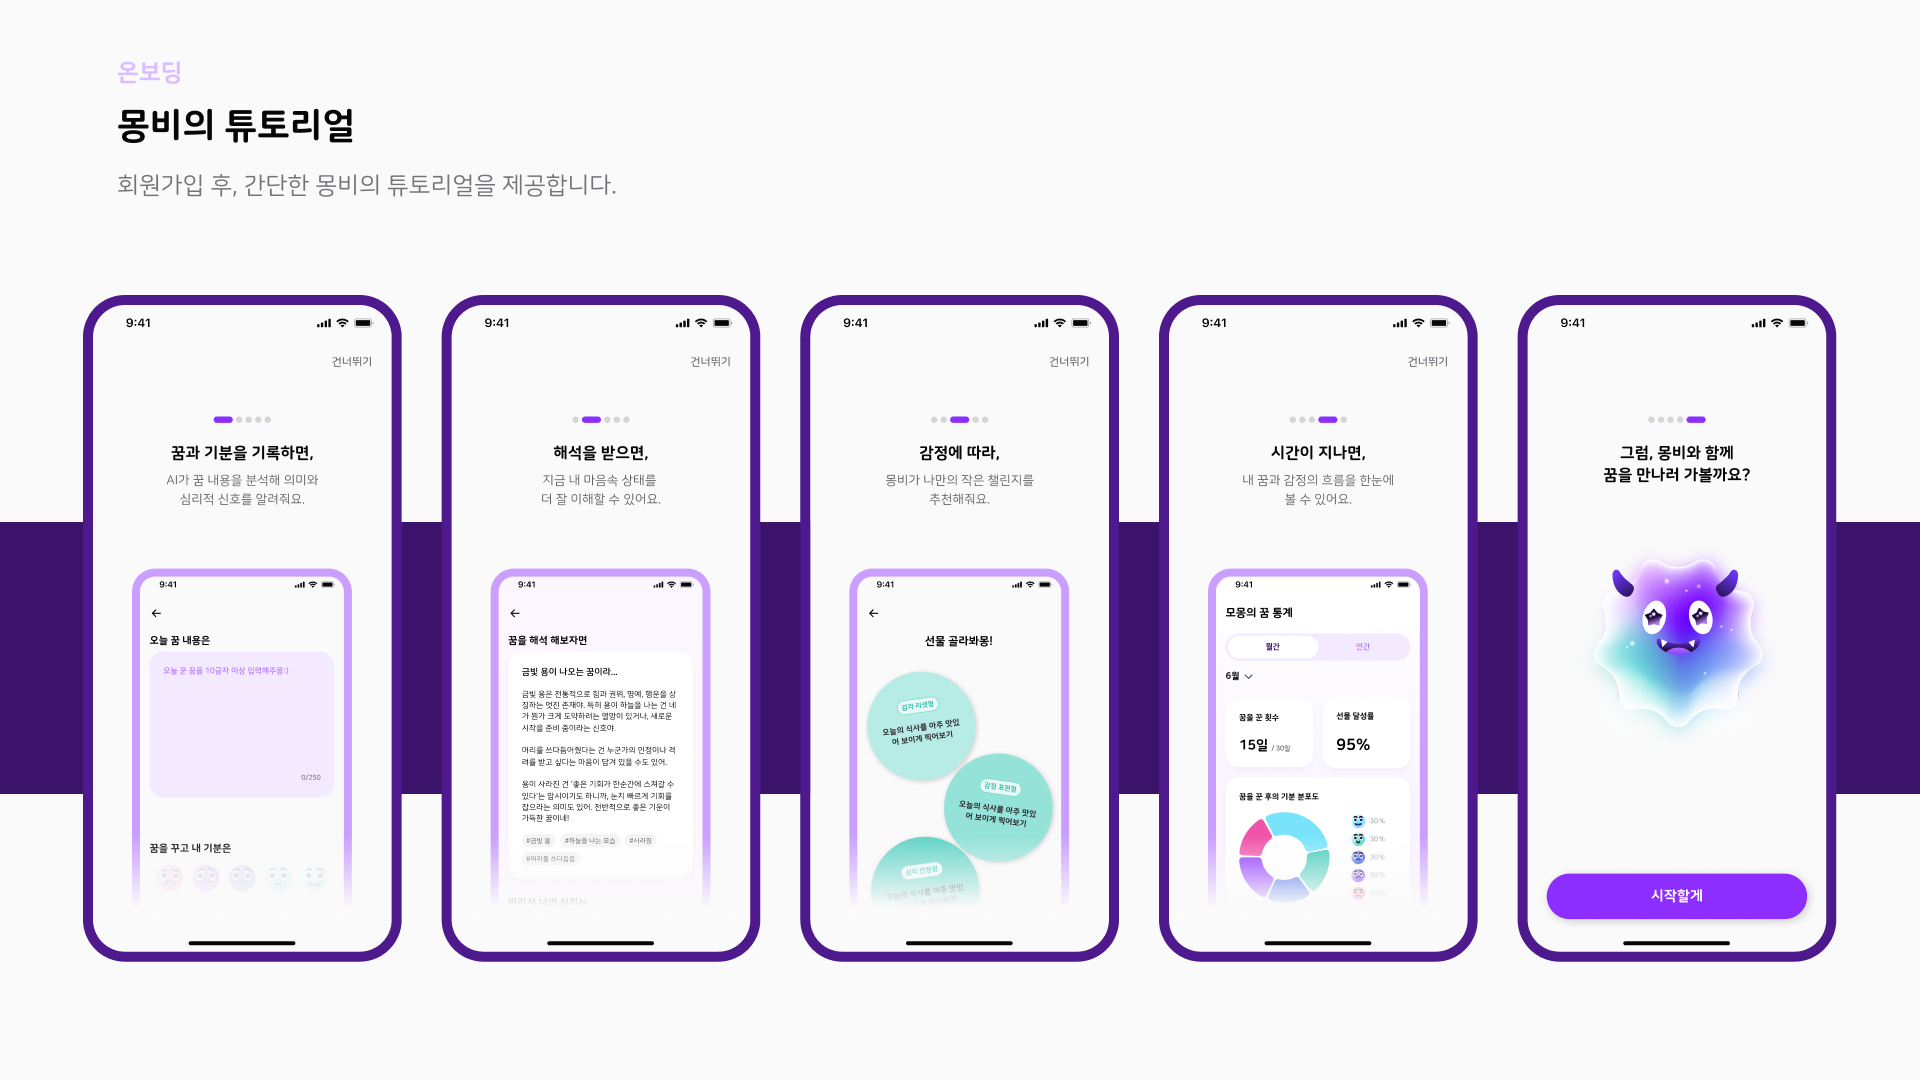 온보딩
몽비의 튜토리얼
회원가입 후, 간단한 몽비의 튜토리얼을 제공합니다.
9:41
건너뛰기
꿈과 기분을 기록하면,
AI가 꿈 내용을 분석해 의미와
심리적 신호를 알려줘요.
9:41
오늘 꿈 내용은
오늘 꾼 꿈을 10글자 이상 입력해주몽:)
0/250
꿈을 꾸고 내 기분은
9:41
건너뛰기
해석을 받으면,
지금 내 마음속 상태를
더 잘 이해할 수 있어요.
9:41
꿈을 해석 해보자면
금빛 용이 나오는 꿈이라...
금빛 용은 전통적으로 힘과 권위, 명예, 행운을 상
징하는 멋진 존재야. 특히 용이 하늘을 나는 건 네
가 뭔가 크게 도약하려는 열망이 있거나, 새로운
시작을 준비 중이라는 신호야.
머리를 쓰다듬어줬다는 건 누군가의 인정이나 격
려를 받고 싶다는 마음이 담겨 있을 수도 있어.
용이 사라진 건 '좋은 기회가 한순간에 스쳐갈 수
있다'는 암시이기도 하니까, 눈치 빠르게 기회를
잡으라는 의미도 있어. 전반적으로 좋은 기운이
가득한 꿈이네!
#금빛 용 #하늘을 나는 모습 #사라짐
#머리를 쓰다듬음
따라서 너의 심리는
9:41
건너뛰기
감정에 따라,
몽비가 나만의 작은 챌린지를
추천해줘요.
9:41
선물 골라봐몽!
감각 리셋형
오늘의 식사를 아주 맛있
어 보이게 찍어보기
감정 표현형
오늘의 식사를 아주 맛있
어 보이게 찍어보기
심리 안정형
오늘의 식사를 아주 맛있
어 보이게 찍어보기
9:41
건너뛰기
시간이 지나면,
내 꿈과 감정의 흐름을 한눈에
볼 수 있어요.
9:41
모몽의 꿈 통계
월간
연간
6월
꿈을 꾼 횟수
15일 / 30일
선물 달성률
95%
꿈을 꾼 후의 기분 분포도
30%
30%
30%
30%
30%
9:41
그럼, 몽비와 함께
꿈을 만나러 가볼까요?
시작할게